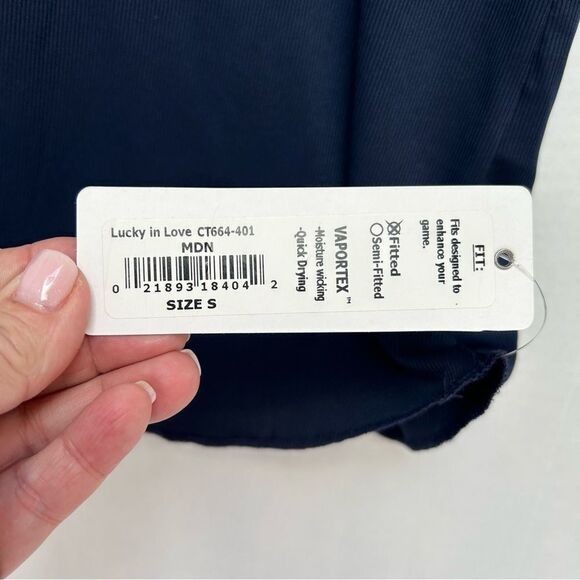 Lucky in Love CT664-401
MDN
0 21893 18404 2
SIZE S
FIT:
Fits designed to
enhance your
game.
Fitted
Semi-Fitted
VAPORTEX™
-Moisture wicking
-Quick Drying